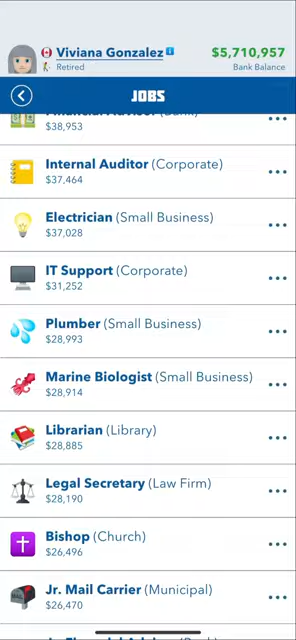 Viviana Gonzalez i
$5,710,957
Retired
Bank Balance
JOBS
$38,953
Internal Auditor (Corporate)
$37,464
Electrician (Small Business)
$37,028
IT Support (Corporate)
$31,252
Plumber (Small Business)
$28,993
Marine Biologist (Small Business)
$28,914
Librarian (Library)
$28,885
Legal Secretary (Law Firm)
$28,190
Bishop (Church)
$26,496
Jr. Mail Carrier (Municipal)
$26,470